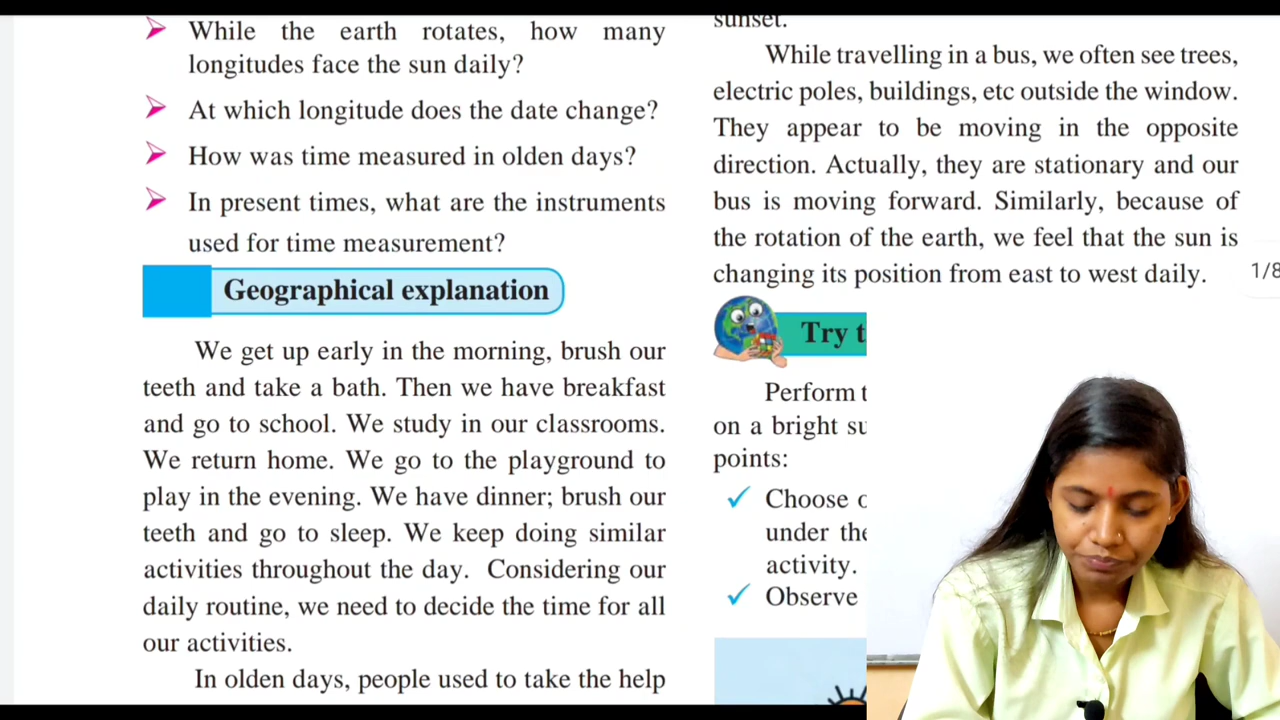 While the earth rotates, how many
longitudes face the sun daily?
At which longitude does the date change?
How was time measured in olden days?
In present times, what are the instruments
used for time measurement?
Geographical explanation
We get up early in the morning, brush our
teeth and take a bath. Then we have breakfast
and go to school. We study in our classrooms.
We return home. We go to the playground to
play in the evening. We have dinner; brush our
teeth and go to sleep. We keep doing similar
activities throughout the day. Considering our
daily routine, we need to decide the time for all
our activities.
In olden days, people used to take the help
sunset.
While travelling in a bus, we often see trees,
electric poles, buildings, etc outside the window.
They appear to be moving in the opposite
direction. Actually, they are stationary and our
bus is moving forward. Similarly, because of
the rotation of the earth, we feel that the sun is
changing its position from east to west daily.
Try t
Perform t
on a bright su
points:
Choose o
under the
activity.
Observe
1/8